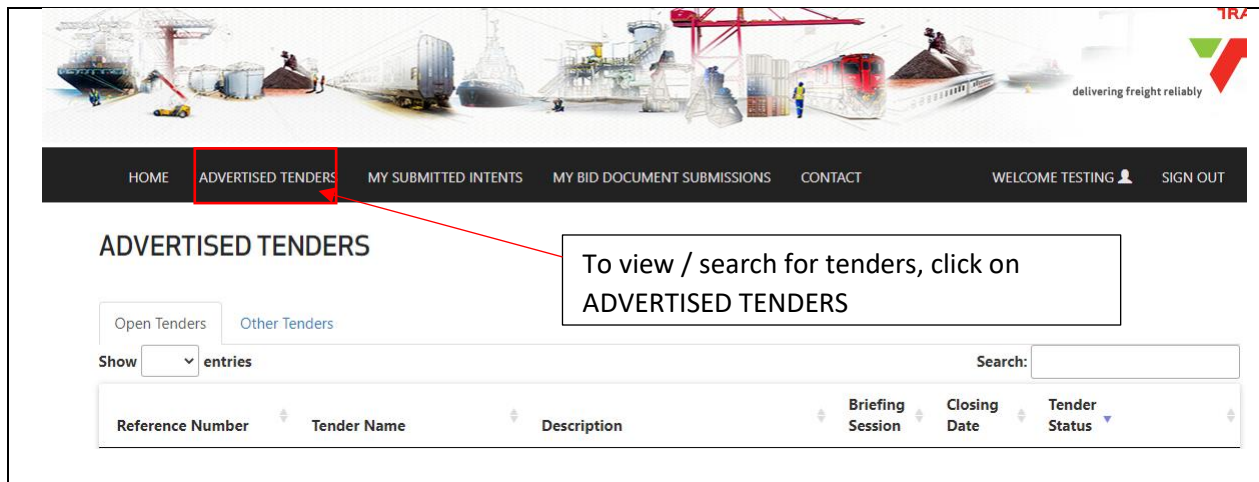 delivering freight reliably
HOME ADVERTISED TENDERS MY SUBMITTED INTENTS MY BID DOCUMENT SUBMISSIONS CONTACT WELCOME TESTING SIGN OUT
ADVERTISED TENDERS
To view / search for tenders, click on
ADVERTISED TENDERS
Open Tenders Other Tenders
Show entries Search:
Reference Number Tender Name Description Briefing Session Closing Date Tender Status